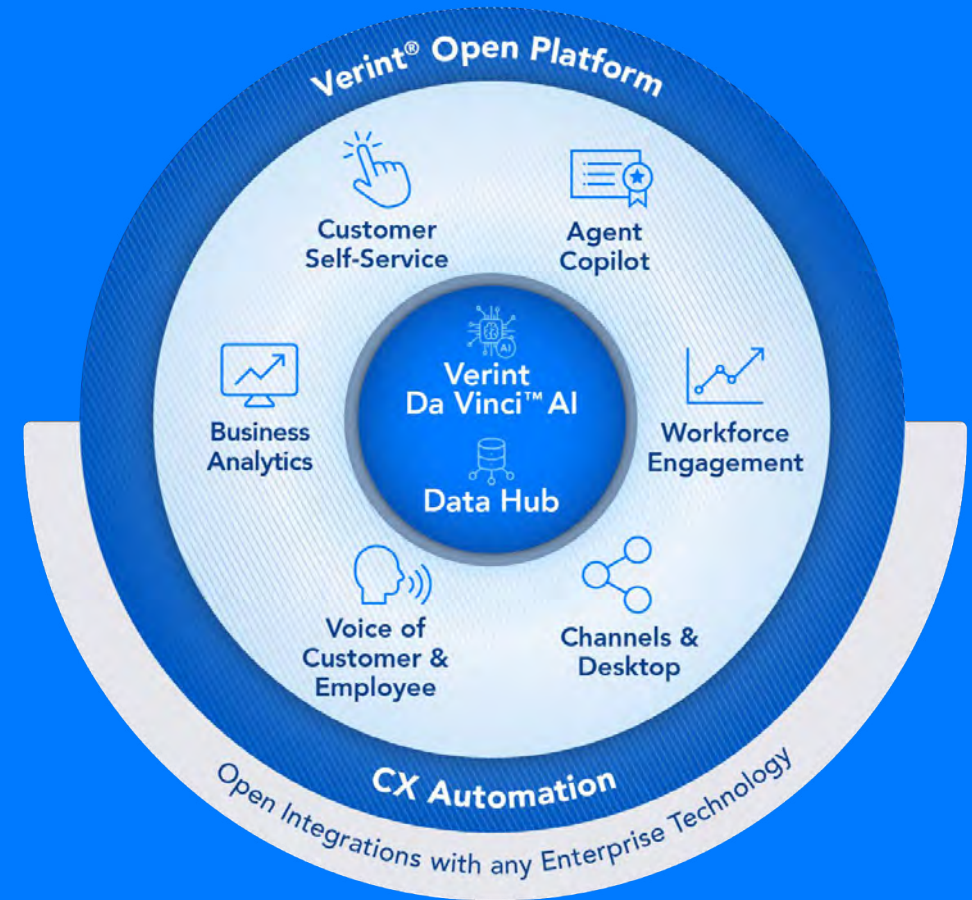 Verint® Open Platform
Customer
Self-Service
Agent
Copilot
AI
Verint
Da Vinci™ AI
Business
Analytics
Workforce
Engagement
Data Hub
Voice of
Customer &
Employee
Channels &
Desktop
CX Automation
Open Integrations with any Enterprise Technology